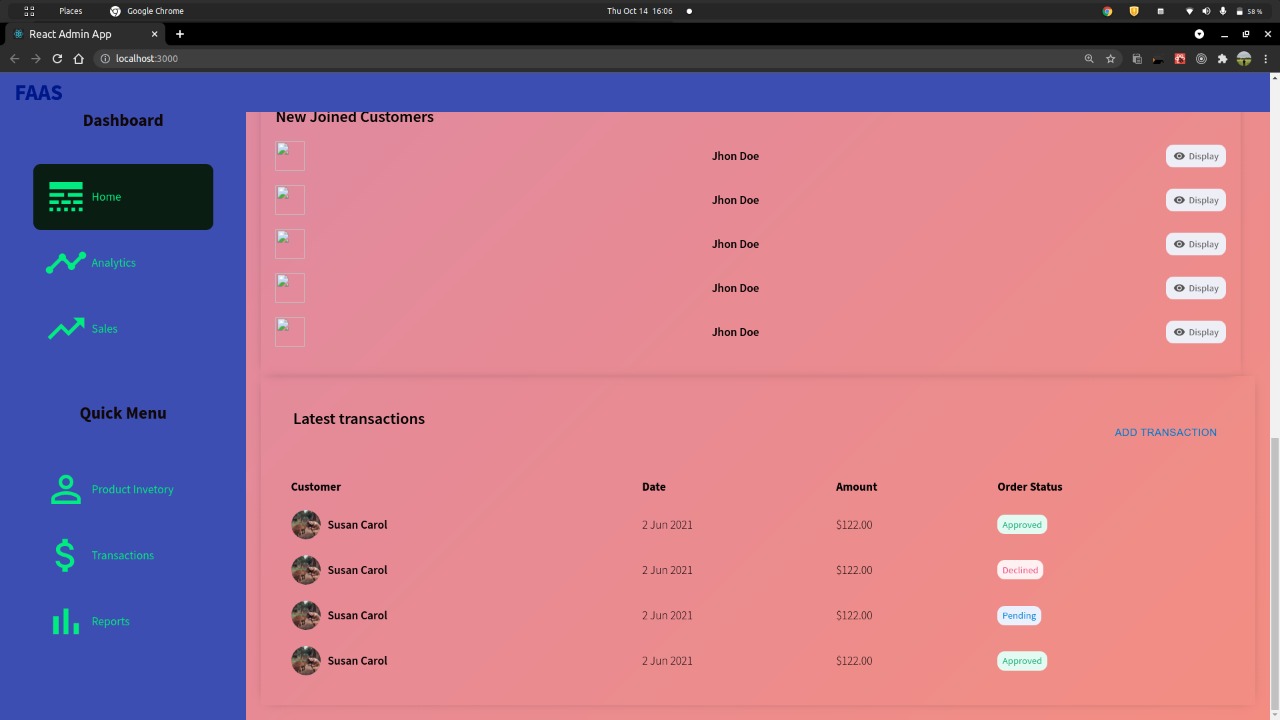 Places Google Chrome Thu Oct 14 16:06 58 %
React Admin App
localhost:3000
FAAS
Dashboard
Home
Analytics
Sales
Quick Menu
Product Invetory
Transactions
Reports
New Joined Customers
Jhon Doe Display
Jhon Doe Display
Jhon Doe Display
Jhon Doe Display
Jhon Doe Display
Latest transactions
ADD TRANSACTION
Customer Date Amount Order Status
Susan Carol 2 Jun 2021 $122.00 Approved
Susan Carol 2 Jun 2021 $122.00 Declined
Susan Carol 2 Jun 2021 $122.00 Pending
Susan Carol 2 Jun 2021 $122.00 Approved